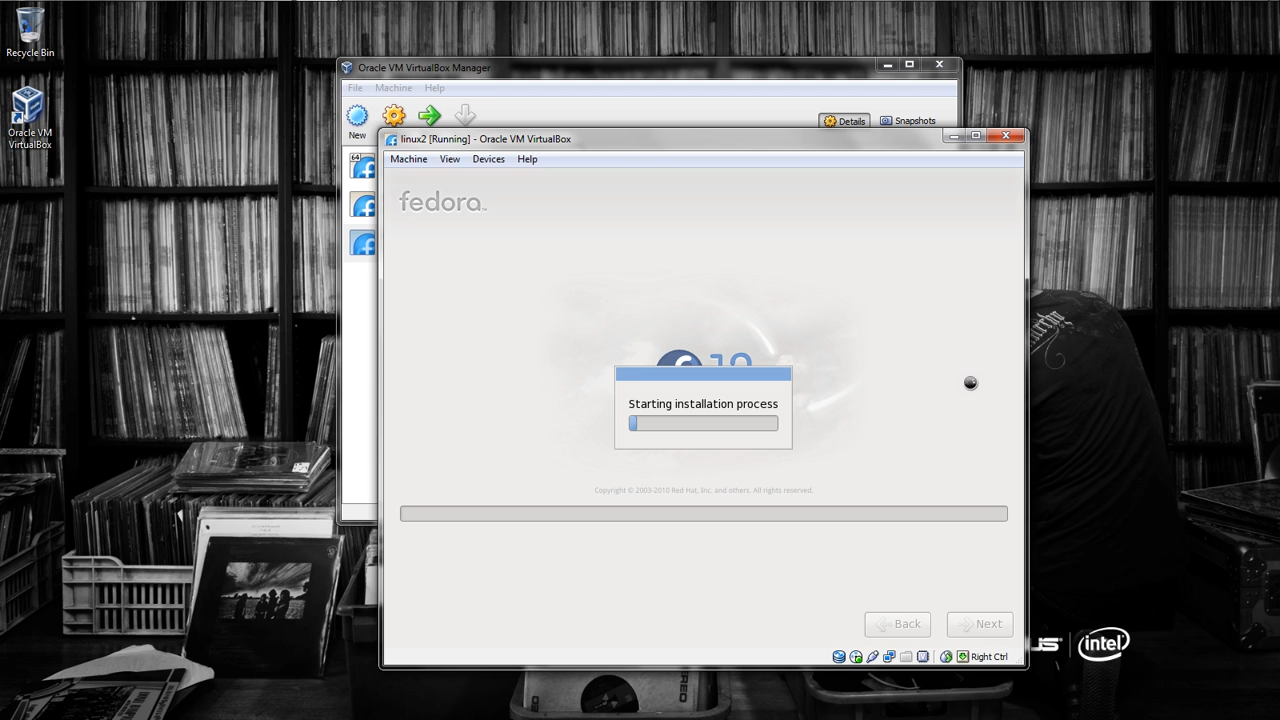 Recycle Bin
Oracle VM
VirtualBox
Oracle VM VirtualBox Manager
File Machine Help
New
Details
Snapshots
64
linux2 [Running] - Oracle VM VirtualBox
Machine View Devices Help
fedora
Starting installation process
Copyright © 2003-2010 Red Hat, Inc. and others. All rights reserved.
Back
Next
Right Ctrl
intel